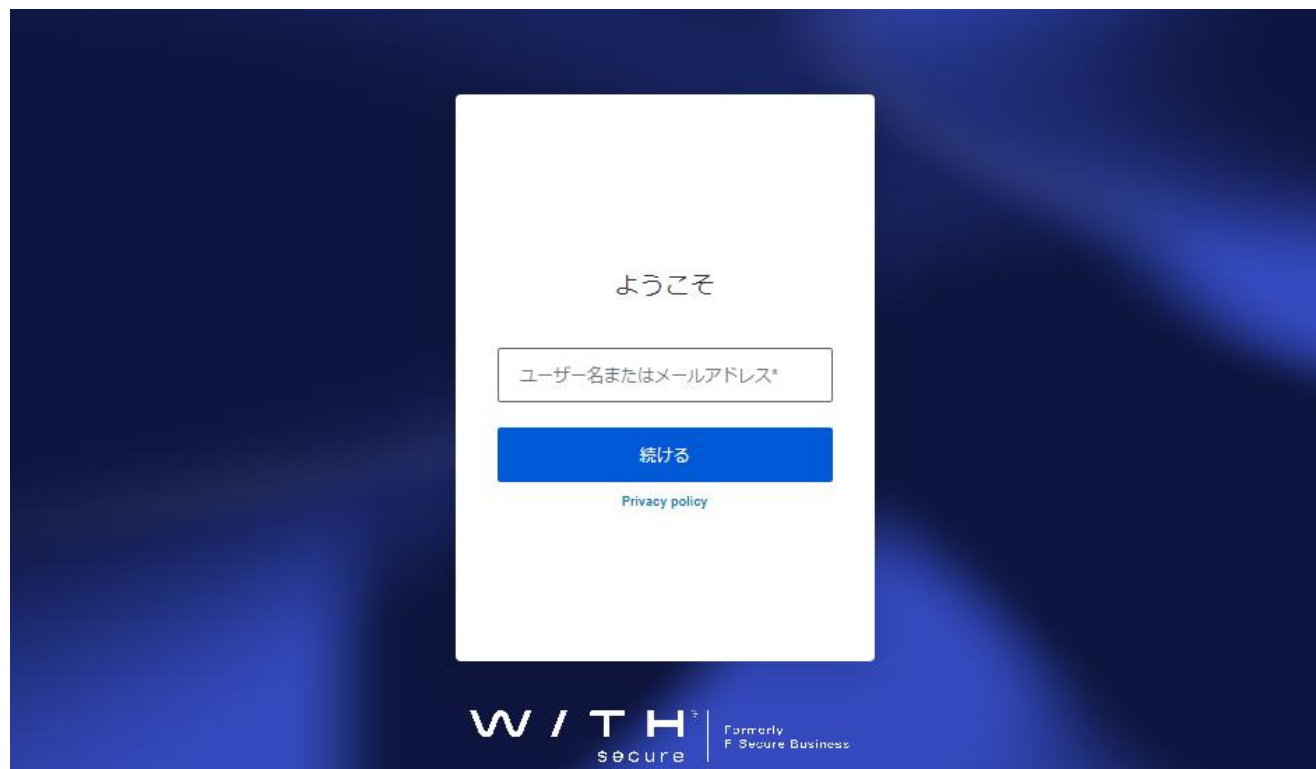 ようこそ
ユーザー名またはメールアドレス*
続ける
Privacy policy
W / T H
secure
Formerly
F-Secure Business